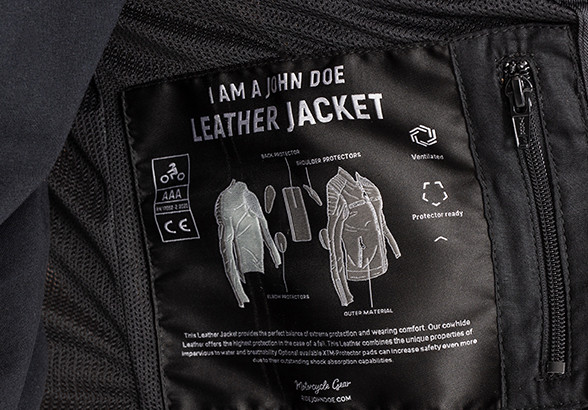 I AM A JOHN DOE
LEATHER JACKET
BACK PROTECTOR
SHOULDER PROTECTORS
Ventilated
AAA
CE
Protector ready
ELBOW PROTECTORS
OUTER MATERIAL
This Leather Jacket provides the perfect balance of extreme protection and wearing comfort. Our cowhide
Leather offers the highest protection in the case of a fall. This Leather combines the unique properties of
impervious to water and breathability. Optional available XTM-Protector pads can increase safety even more
due to their outstanding shock absorption capabilities.
Motorcycle Gear
RIDEJOHNDOE.COM